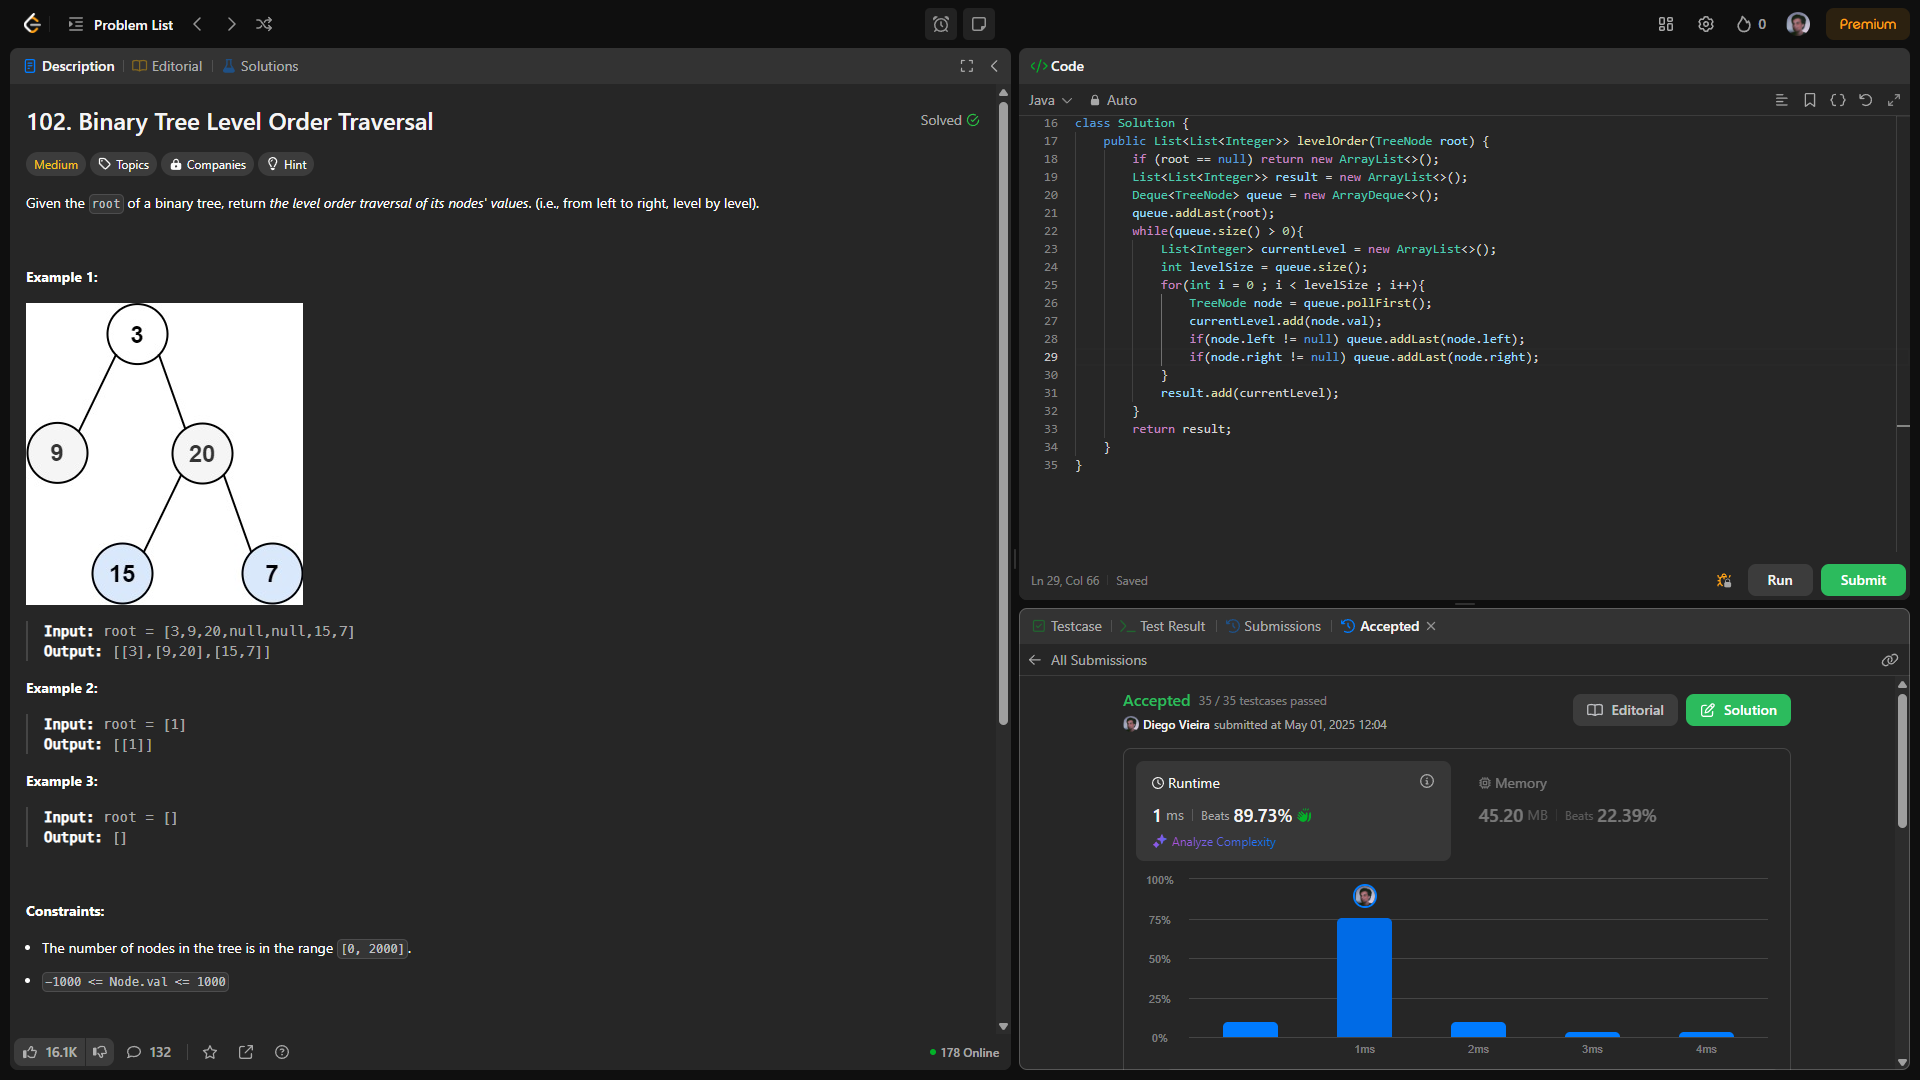 Problem List
0
Premium
Description
Editorial
Solutions
102. Binary Tree Level Order Traversal
Solved
Medium
Topics
Companies
Hint
Given the root of a binary tree, return the level order traversal of its nodes' values. (i.e., from left to right, level by level).
Example 1:
3
9
20
15
7
Input: root = [3,9,20,null,null,15,7]
Output: [[3],[9,20],[15,7]]
Example 2:
Input: root = [1]
Output: [[1]]
Example 3:
Input: root = []
Output: []
Constraints:
• The number of nodes in the tree is in the range [0, 2000].
• -1000 <= Node.val <= 1000
16.1K
132
178 Online
Code
Java
Auto
16 class Solution {
17 public List<List<Integer>> levelOrder(TreeNode root) {
18 if (root == null) return new ArrayList<>();
19 List<List<Integer>> result = new ArrayList<>();
20 Deque<TreeNode> queue = new ArrayDeque<>();
21 queue.addLast(root);
22 while(queue.size() > 0){
23 List<Integer> currentLevel = new ArrayList<>();
24 int levelSize = queue.size();
25 for(int i = 0 ; i < levelSize ; i++){
26 TreeNode node = queue.pollFirst();
27 currentLevel.add(node.val);
28 if(node.left != null) queue.addLast(node.left);
29 if(node.right != null) queue.addLast(node.right);
30 }
31 result.add(currentLevel);
32 }
33 return result;
34 }
35 }
Ln 29, Col 66
Saved
Run
Submit
Testcase
Test Result
Submissions
Accepted
All Submissions
Accepted 35 / 35 testcases passed
Diego Vieira submitted at May 01, 2025 12:04
Editorial
Solution
Runtime
1 ms
Beats 89.73%
Analyze Complexity
Memory
45.20 MB
Beats 22.39%
100%
75%
50%
25%
0%
1ms
2ms
3ms
4ms